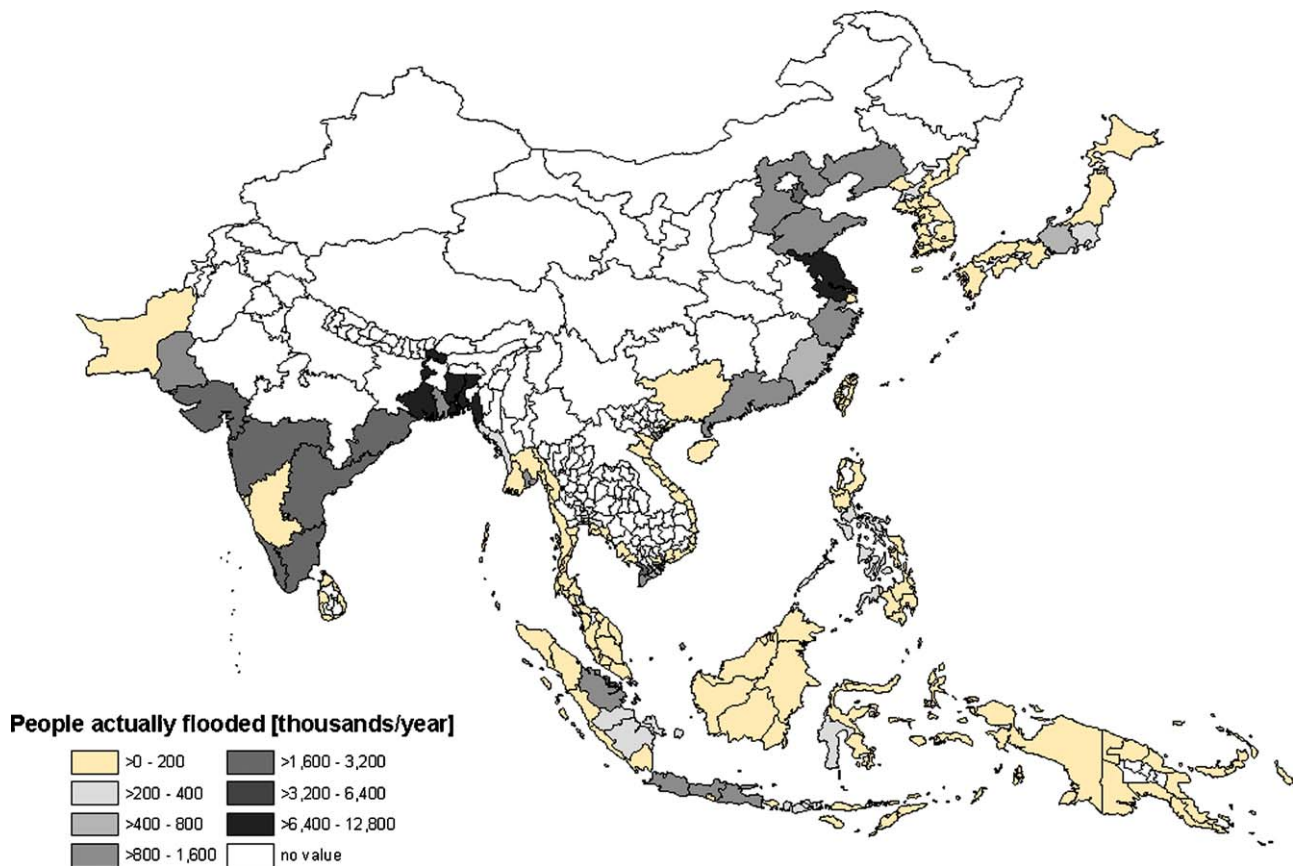 People actually flooded [thousands/year]
>0 - 200
>200 - 400
>400 - 800
>800 - 1,600
>1,600 - 3,200
>3,200 - 6,400
>6,400 - 12,800
no value